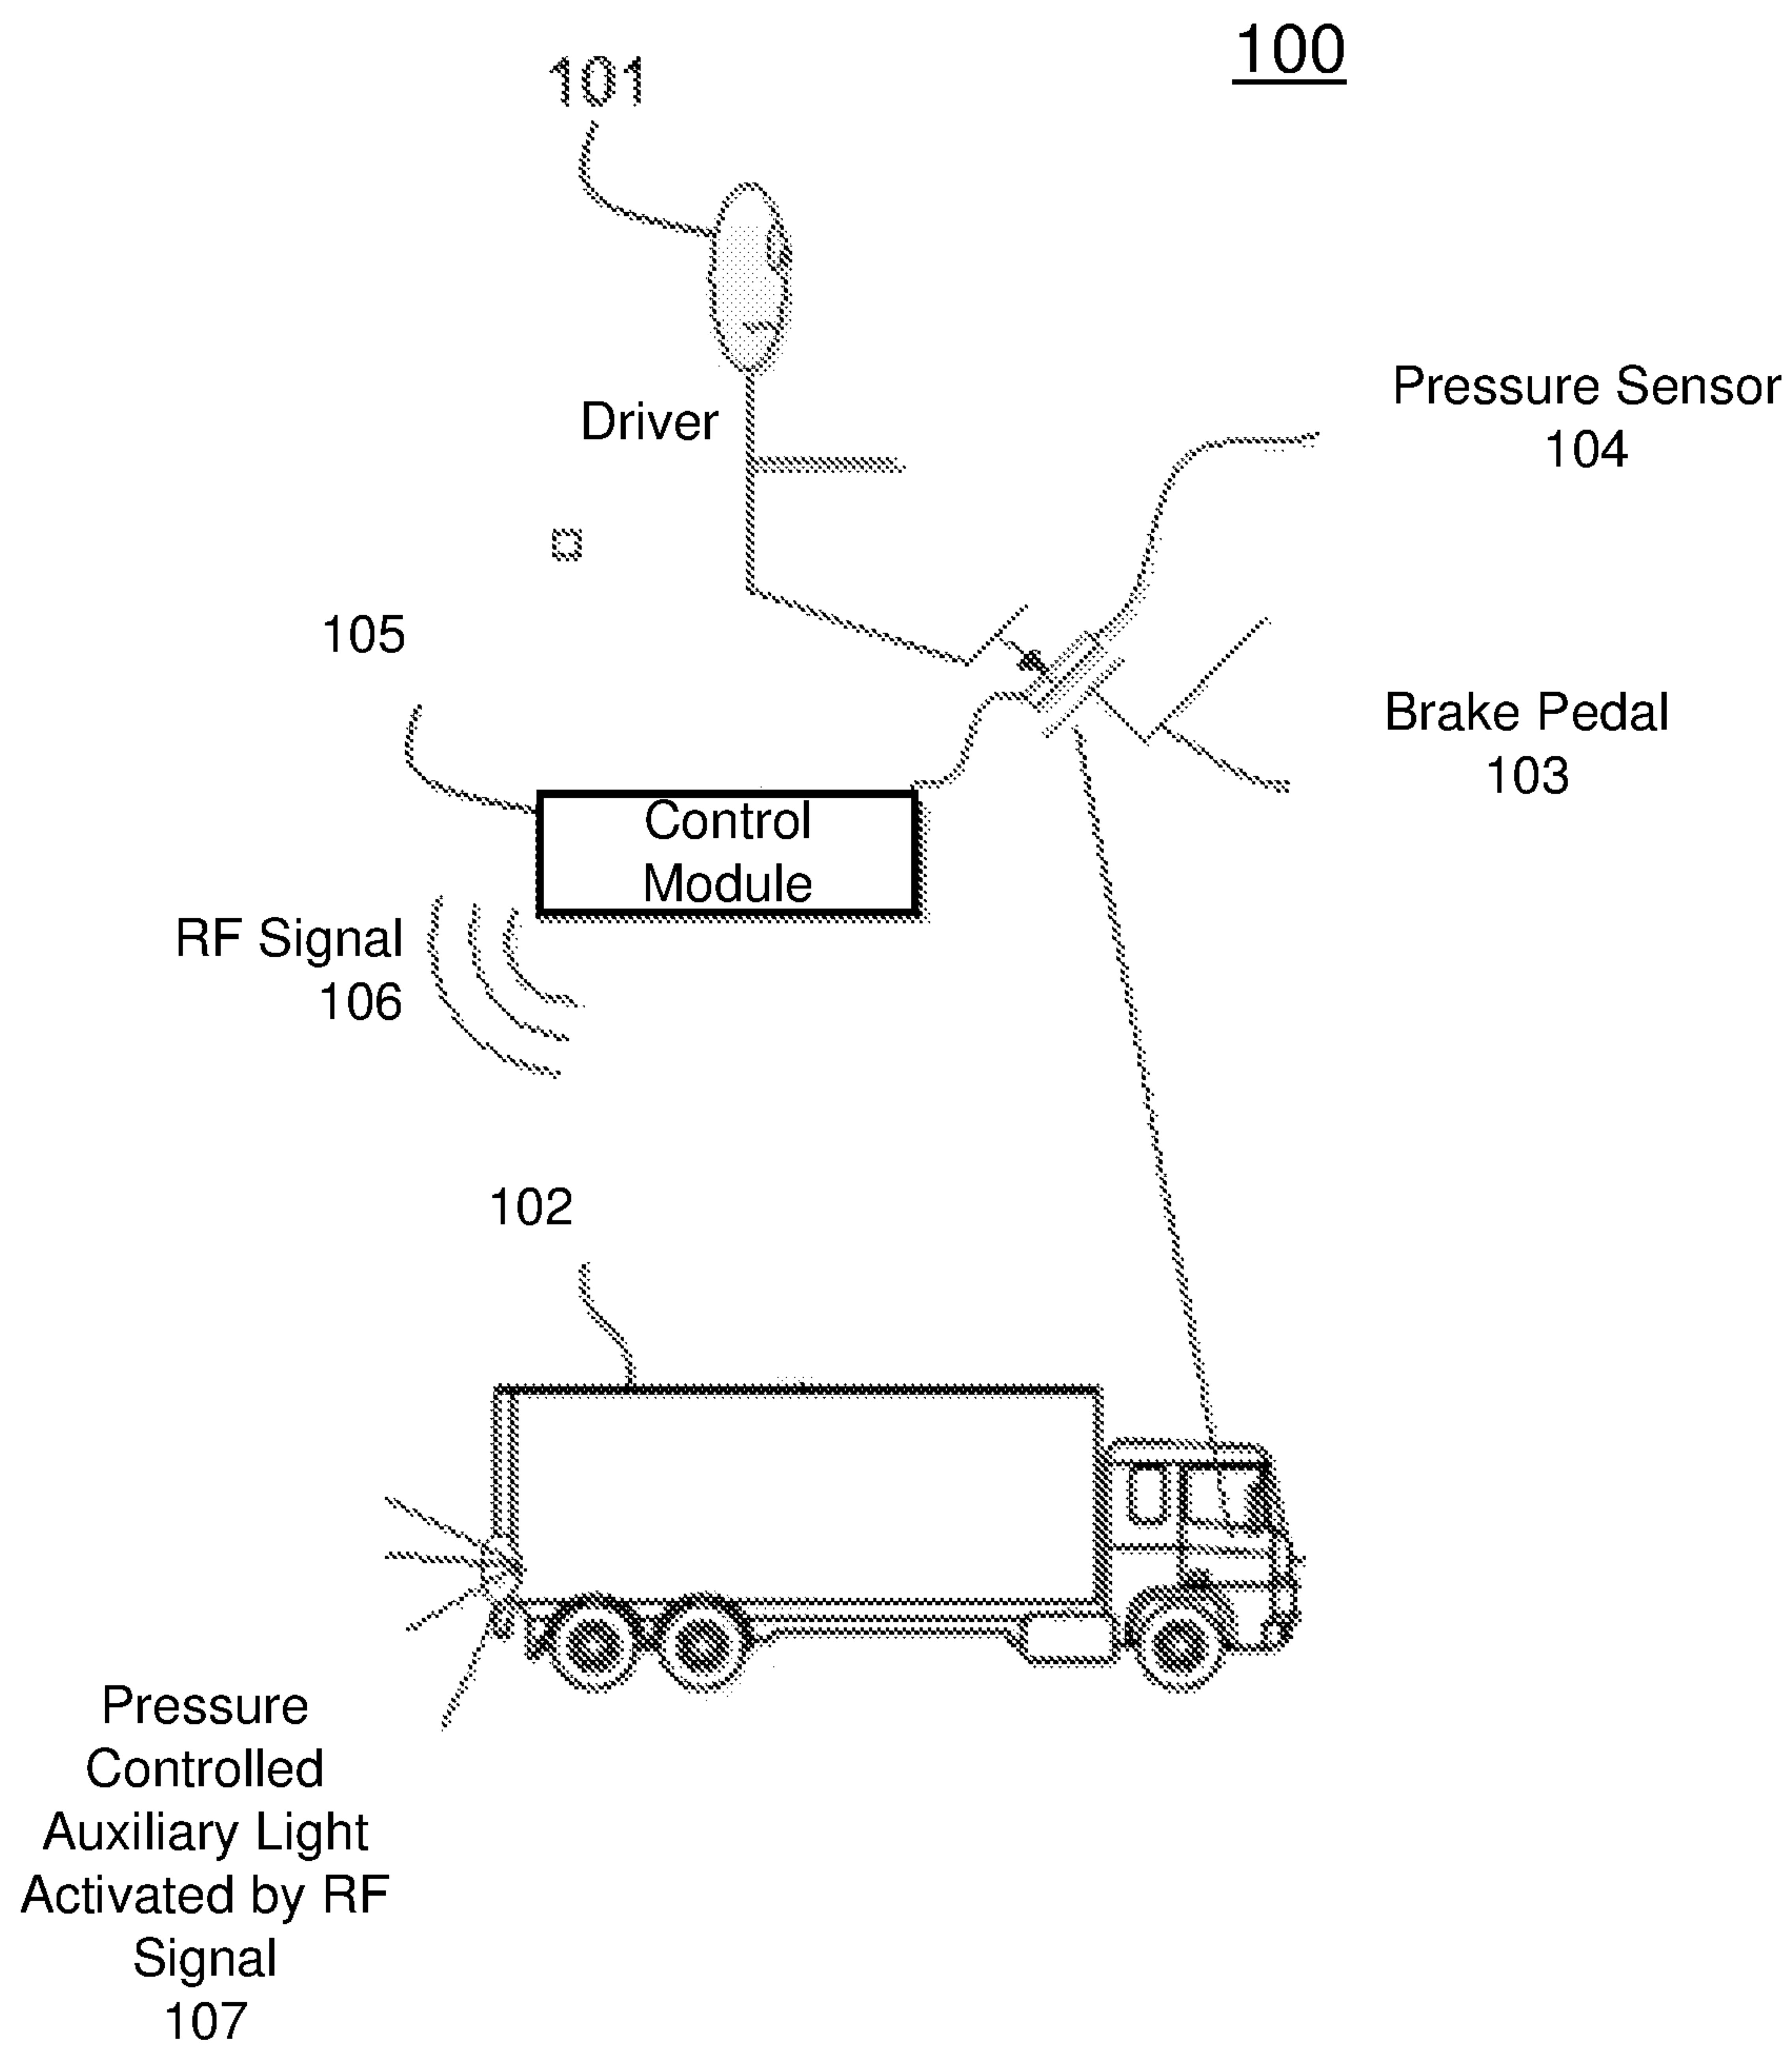 100
101
Driver
Pressure Sensor
104
105
Brake Pedal
103
Control
Module
RF Signal
106
102
Pressure
Controlled
Auxiliary Light
Activated by RF
Signal
107